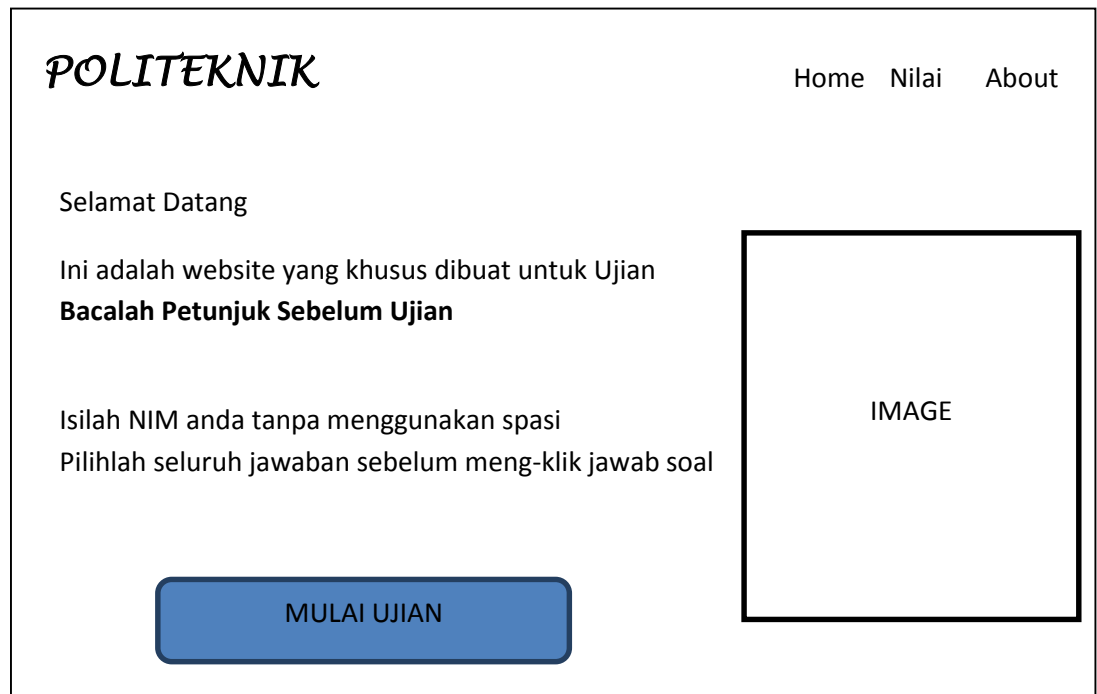 POLITEKNIK
Home Nilai About
Selamat Datang
Ini adalah website yang khusus dibuat untuk Ujian
Bacalah Petunjuk Sebelum Ujian
Isilah NIM anda tanpa menggunakan spasi
Pilihlah seluruh jawaban sebelum meng-klik jawab soal
IMAGE
MULAI UJIAN